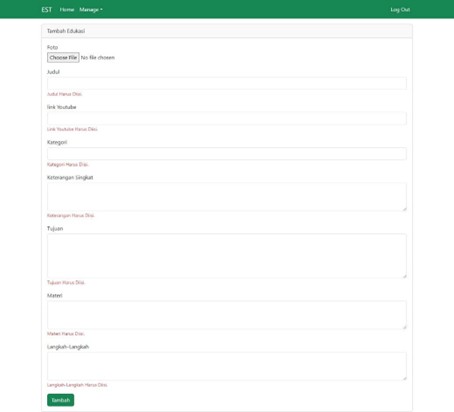 EST Home Manage Log Out
Tambah Edukasi
Foto
Choose File No file chosen
Judul
Judul Harus Diisi.
link Youtube
Link Youtube Harus Diisi.
Kategori
Kategori Harus Diisi.
Keterangan Singkat
Keterangan Harus Diisi.
Tujuan
Tujuan Harus Diisi.
Materi
Materi Harus Diisi.
Langkah-Langkah
Langkah-Langkah Harus Diisi.
Tambah